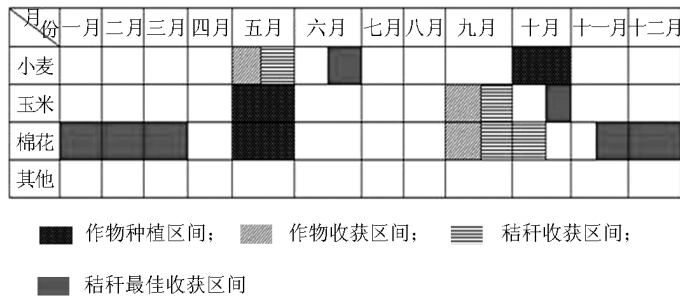 月份 一月 二月 三月 四月 五月 六月 七月 八月 九月 十月 十一月 十二月
小麦
玉米
棉花
其他
作物种植区间； 作物收获区间； 秸秆收获区间；
秸秆最佳收获区间